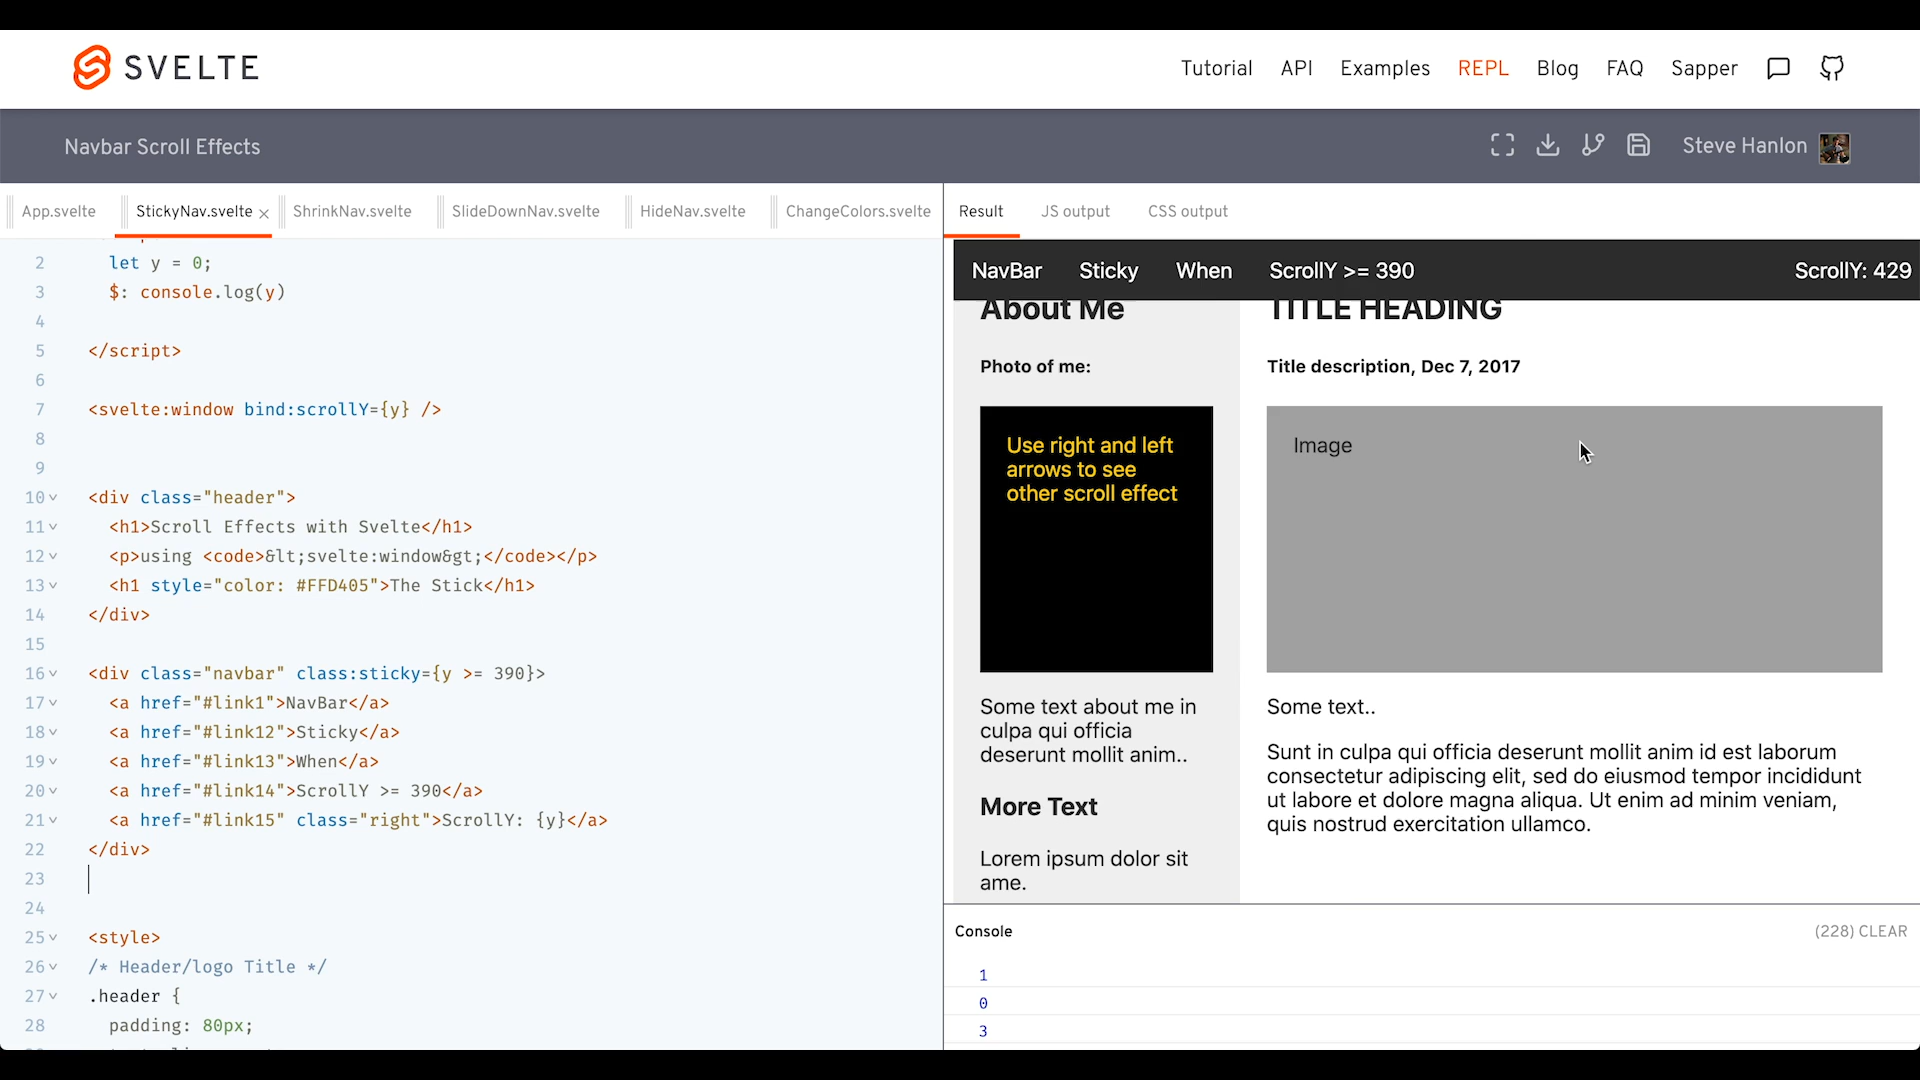 SVELTE
Tutorial API Examples REPL Blog FAQ Sapper
Navbar Scroll Effects
Steve Hanlon
App.svelte StickyNav.svelte ShrinkNav.svelte SlideDownNav.svelte HideNav.svelte ChangeColors.svelte
2 let y = 0;
3 $: console.log(y)
4
5 </script>
6
7 <svelte:window bind:scrollY={y} />
8
9
10 <div class="header">
11 <h1>Scroll Effects with Svelte</h1>
12 <p>using <code>&lt;svelte:window&gt;</code></p>
13 <h1 style="color: #FFD405">The Stick</h1>
14 </div>
15
16 <div class="navbar" class:sticky={y >= 390}>
17 <a href="#link1">NavBar</a>
18 <a href="#link12">Sticky</a>
19 <a href="#link13">When</a>
20 <a href="#link14">ScrollY >= 390</a>
21 <a href="#link15" class="right">ScrollY: {y}</a>
22 </div>
23
24
25 <style>
26 /* Header/logo Title */
27 .header {
28 padding: 80px;
Result JS output CSS output
NavBar Sticky When ScrollY >= 390 ScrollY: 429
About Me
Photo of me:
Use right and left
arrows to see
other scroll effect
Some text about me in
culpa qui officia
deserunt mollit anim..
More Text
Lorem ipsum dolor sit
ame.
TITLE HEADING
Title description, Dec 7, 2017
Image
Some text..
Sunt in culpa qui officia deserunt mollit anim id est laborum
consectetur adipiscing elit, sed do eiusmod tempor incididunt
ut labore et dolore magna aliqua. Ut enim ad minim veniam,
quis nostrud exercitation ullamco.
Console (228) CLEAR
1
0
3